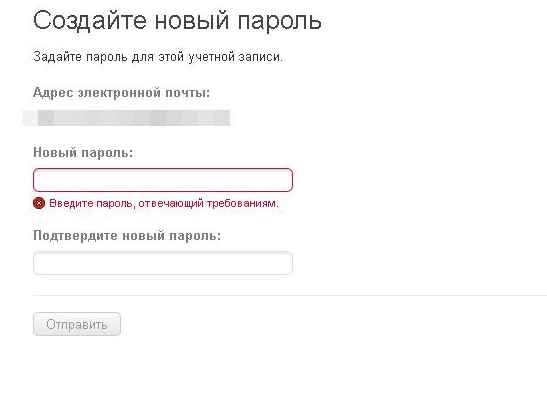 Создайте новый пароль
Задайте пароль для этой учетной записи.
Адрес электронной почты:
Новый пароль:
Введите пароль, отвечающий требованиям.
Подтвердите новый пароль:
Отправить